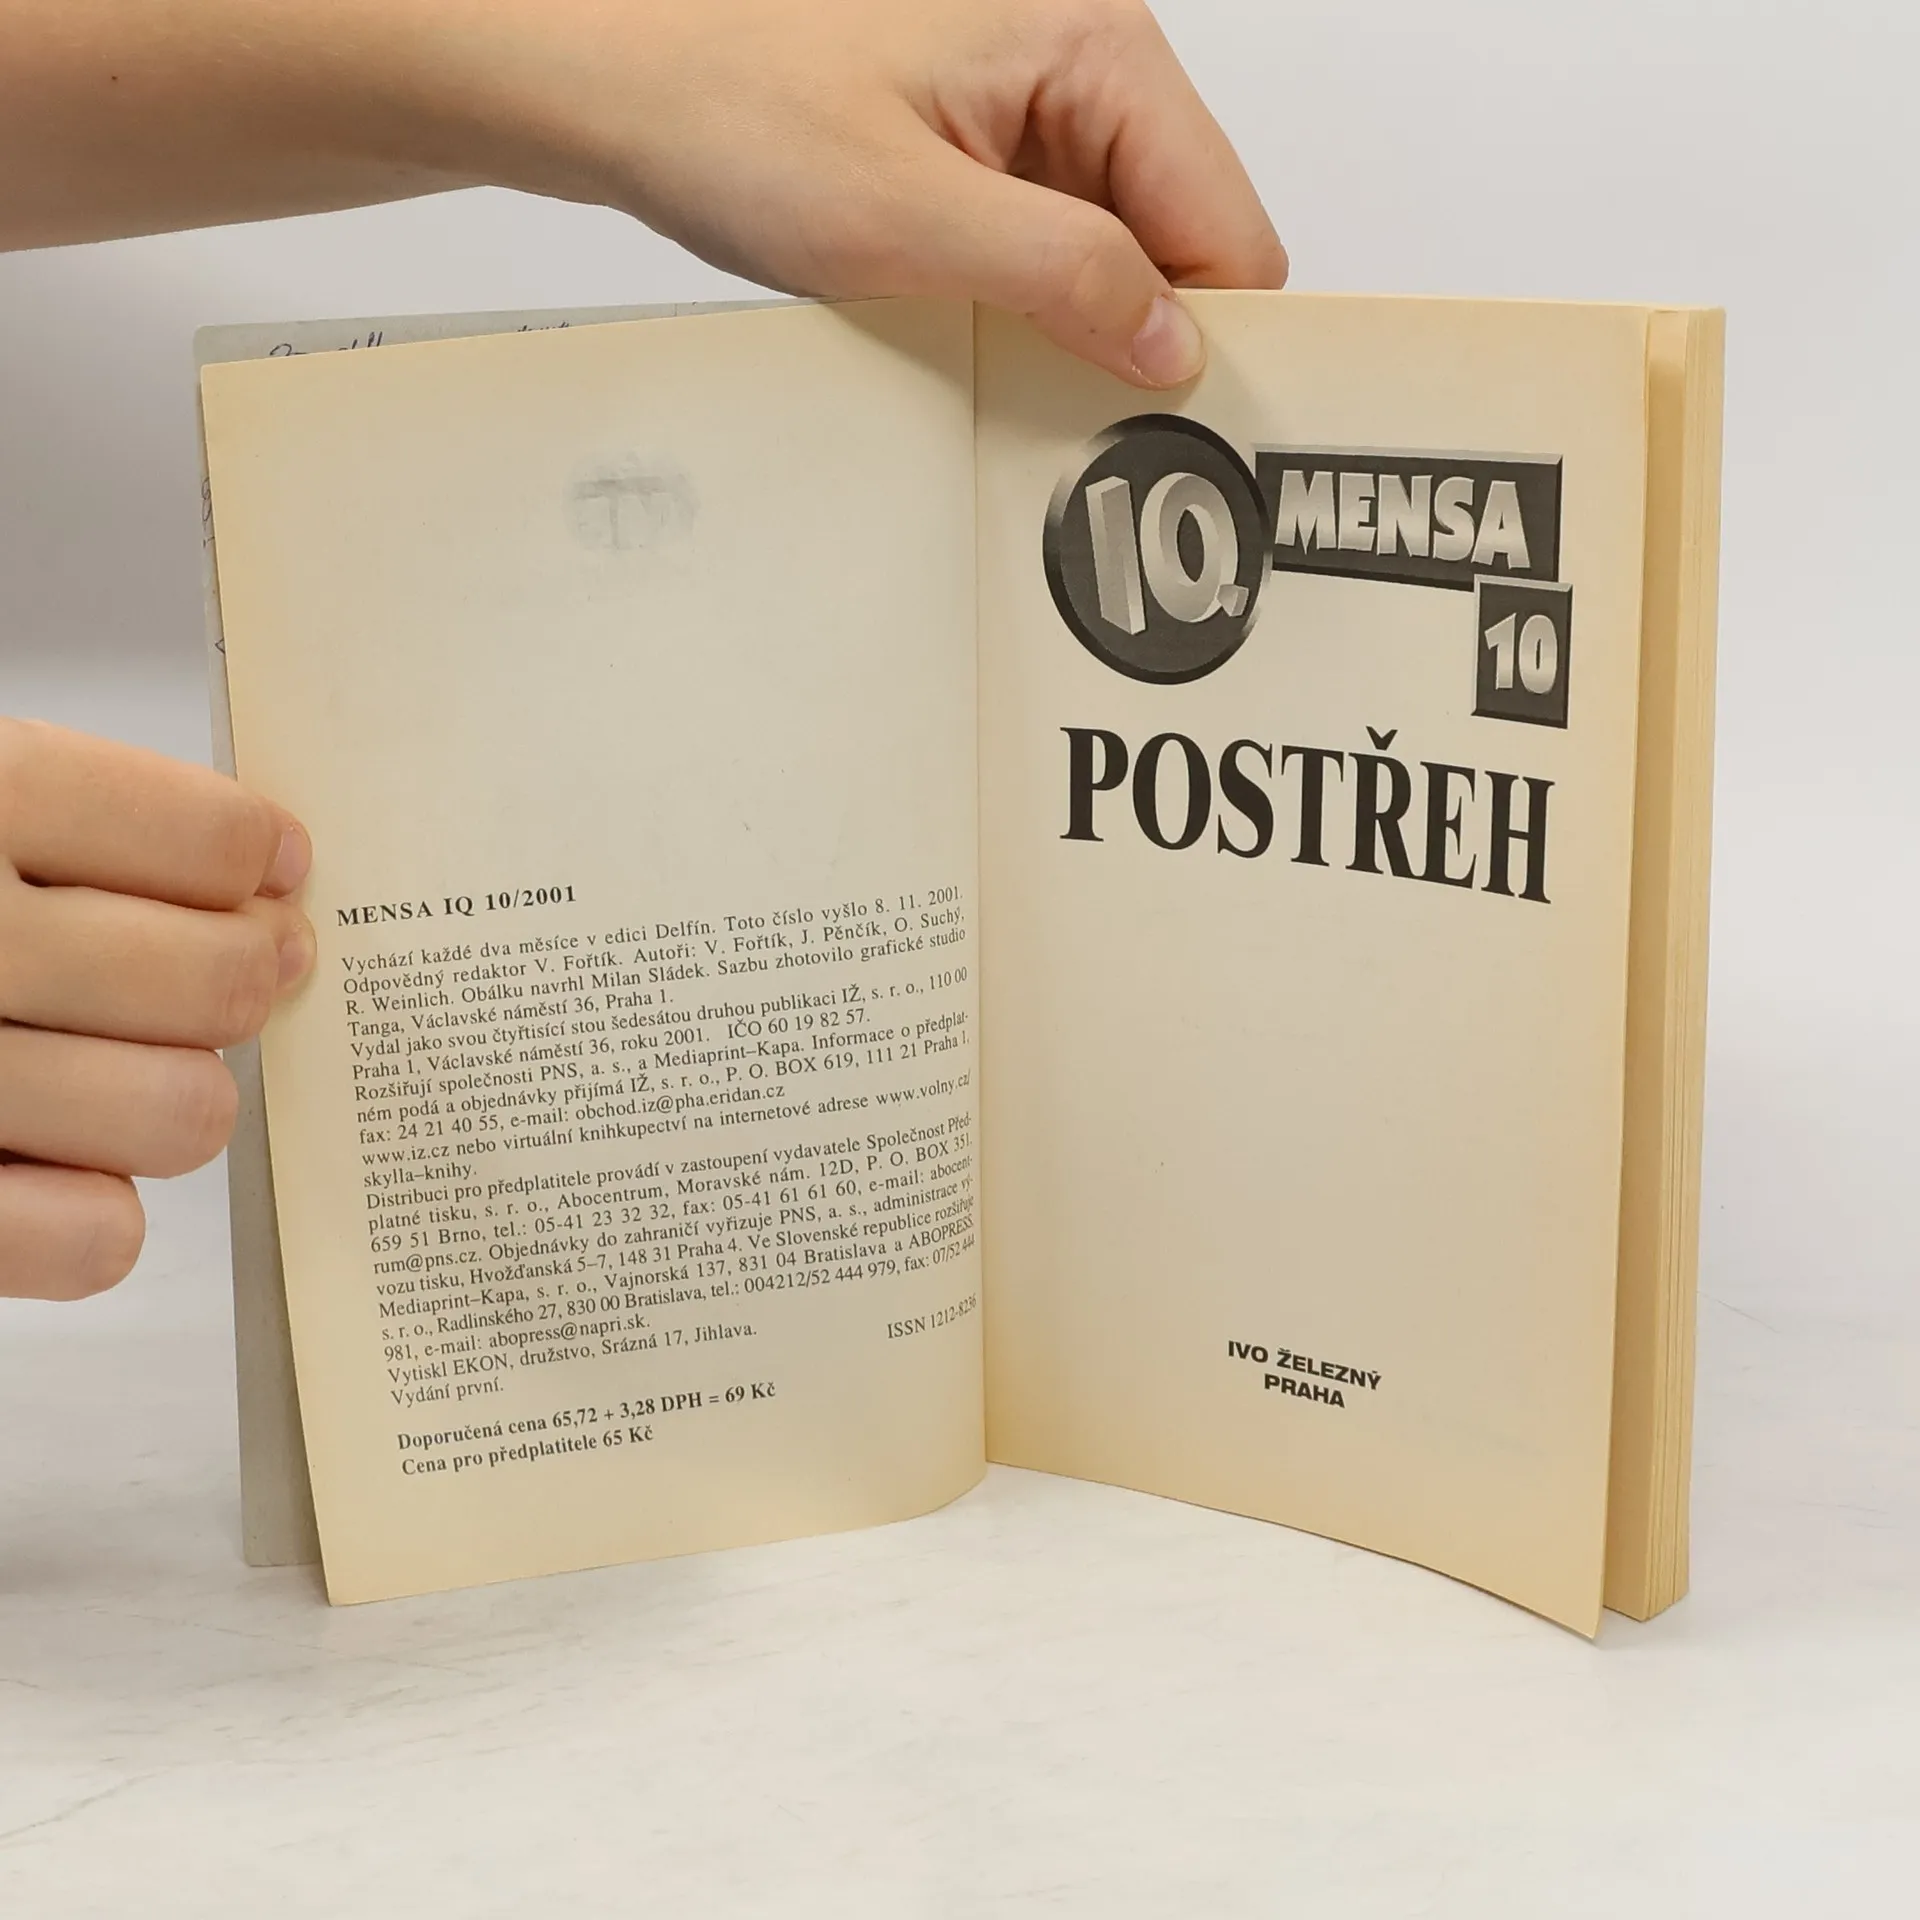 MENSA IQ 10/2001
Vychází každé dva měsíce v edici Delfín. Toto číslo vyšlo 8. 11. 2001.
Odpovědný redaktor V. Fořtík. Autoři: V. Fořtík, J. Pěnčík, O. Suchý,
R. Weinlich. Obálku navrhl Milan Sládek. Sazbu zhotovilo grafické studio
Tanga, Václavské náměstí 36, Praha 1.
Vydal jako svou čtyřtisící stou šedesátou druhou publikaci IŽ, s. r. o., 110 00
Praha 1, Václavské náměstí 36, roku 2001. IČO 60 19 82 57.
Rozšiřují společnosti PNS, a. s., a Mediaprint–Kapa. Informace o předplat-
ném podá a objednávky přijímá IŽ, s. r. o., P. O. BOX 619, 111 21 Praha 1,
fax: 24 21 40 55, e-mail: obchod.iz@pha.eridan.cz
www.iz.cz nebo virtuální knihkupectví na internetové adrese www.volny.cz/
skylla–knihy.
Distribuci pro předplatitele provádí v zastoupení vydavatele Společnost Před-
platné tisku, s. r. o., Abocentrum, Moravské nám. 12D, P. O. BOX 351,
659 51 Brno, tel.: 05-41 23 32 32, fax: 05-41 61 61 60, e-mail: abocent-
rum@pns.cz. Objednávky do zahraničí vyřizuje PNS, a. s., administrace vý-
vozu tisku, Hvožďanská 5–7, 148 31 Praha 4. Ve Slovenské republice rozšiřuje
Mediaprint–Kapa, s. r. o., Vajnorská 137, 831 04 Bratislava a ABOPRESS,
s. r. o., Radlinského 27, 830 00 Bratislava, tel.: 004212/52 444 979, fax: 07/52 444
981, e-mail: abopress@napri.sk.
Vytiskl EKON, družstvo, Srázná 17, Jihlava.
Vydání první.
ISSN 1212-8236
Doporučená cena 65,72 + 3,28 DPH = 69 Kč
Cena pro předplatitele 65 Kč
IQ MENSA
10
POSTŘEH
IVO ŽELEZNÝ
PRAHA